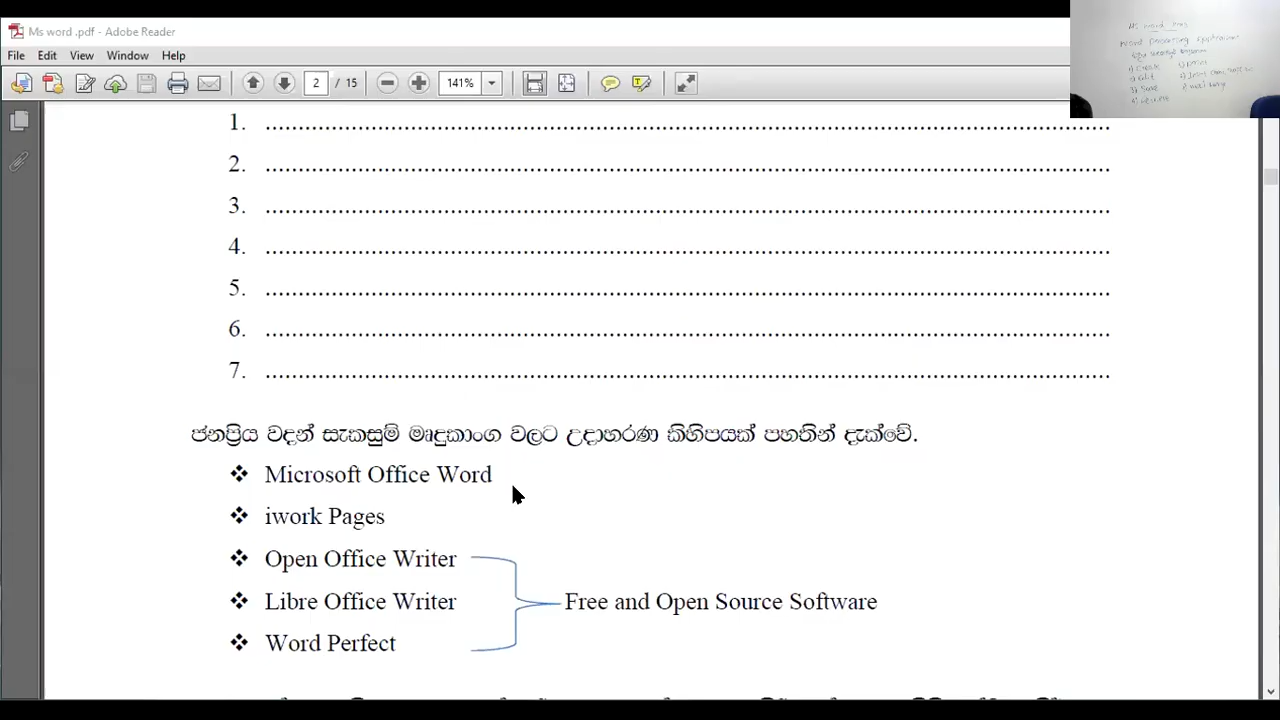 Ms word .pdf - Adobe Reader
File Edit View Window Help
2 / 15 141%
1. ........................................................................
2. ........................................................................
3. ........................................................................
4. ........................................................................
5. ........................................................................
6. ........................................................................
7. ........................................................................
ජනප්‍රිය වදන් සැකසුම් මෘදුකාංග වලට උදාහරණ කිහිපයක් පහතින් දැක්වේ.
❖ Microsoft Office Word
❖ iwork Pages
❖ Open Office Writer
❖ Libre Office Writer Free and Open Source Software
❖ Word Perfect